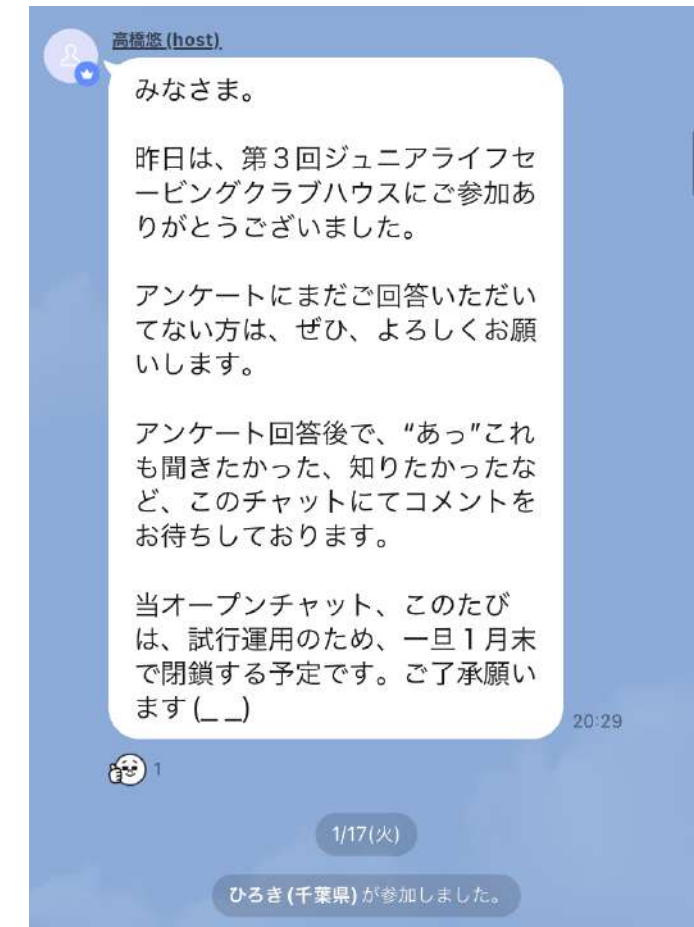 高橋悠 (host)
みなさま。
昨日は、第３回ジュニアライフセ
ービングクラブハウスにご参加あ
りがとうございました。
アンケートにまだご回答いただい
てない方は、ぜひ、よろしくお願
いします。
アンケート回答後で、“あっ”これ
も聞きたかった、知りたかったな
ど、このチャットにてコメントを
お待ちしております。
当オープンチャット、このたび
は、試行運用のため、一旦１月末
で閉鎖する予定です。ご了承願い
ます(_ _)
20:29
1
1/17(火)
ひろき(千葉県)が参加しました。